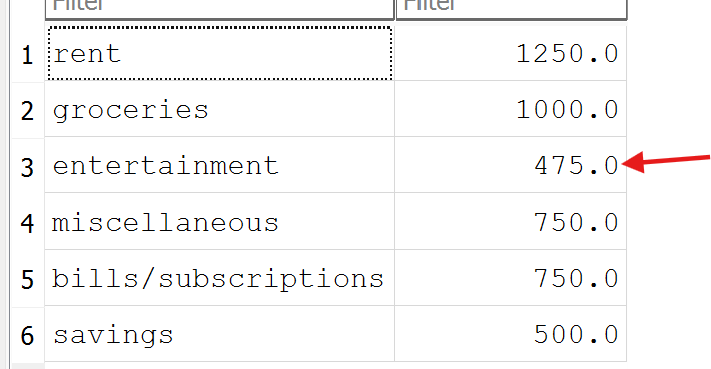 Filter Filter
1 rent 1250.0
2 groceries 1000.0
3 entertainment 475.0
4 miscellaneous 750.0
5 bills/subscriptions 750.0
6 savings 500.0